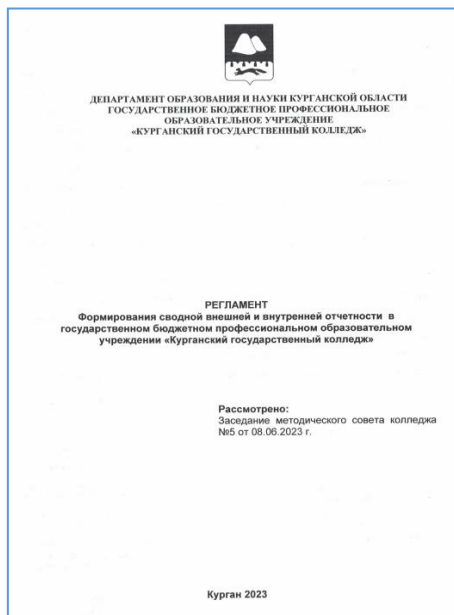 ДЕПАРТАМЕНТ ОБРАЗОВАНИЯ И НАУКИ КУРГАНСКОЙ ОБЛАСТИ
ГОСУДАРСТВЕННОЕ БЮДЖЕТНОЕ ПРОФЕССИОНАЛЬНОЕ
ОБРАЗОВАТЕЛЬНОЕ УЧРЕЖДЕНИЕ
«КУРГАНСКИЙ ГОСУДАРСТВЕННЫЙ КОЛЛЕДЖ»
РЕГЛАМЕНТ
Формирования сводной внешней и внутренней отчетности в
государственном бюджетном профессиональном образовательном
учреждении «Курганский государственный колледж»
Рассмотрено:
Заседание методического совета колледжа
№5 от 08.06.2023 г.
Курган 2023